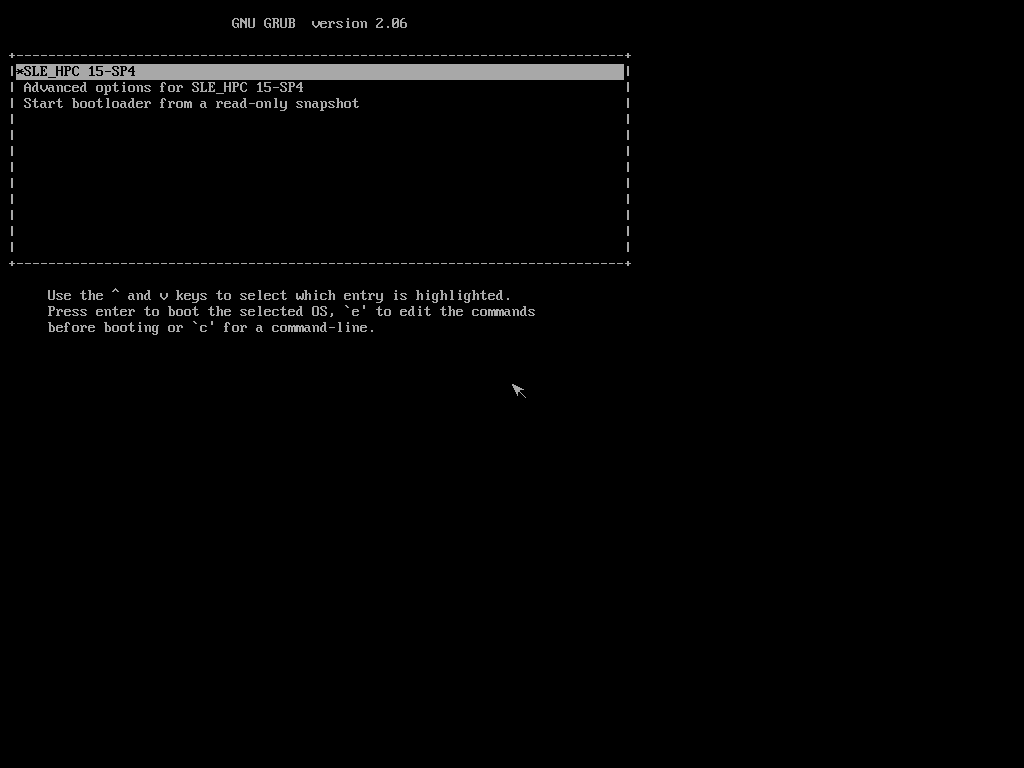 GNU GRUB  version 2.06
*SLE_HPC 15-SP4
Advanced options for SLE_HPC 15-SP4
Start bootloader from a read-only snapshot
Use the ^ and v keys to select which entry is highlighted.
Press enter to boot the selected OS, `e' to edit the commands
before booting or `c' for a command-line.